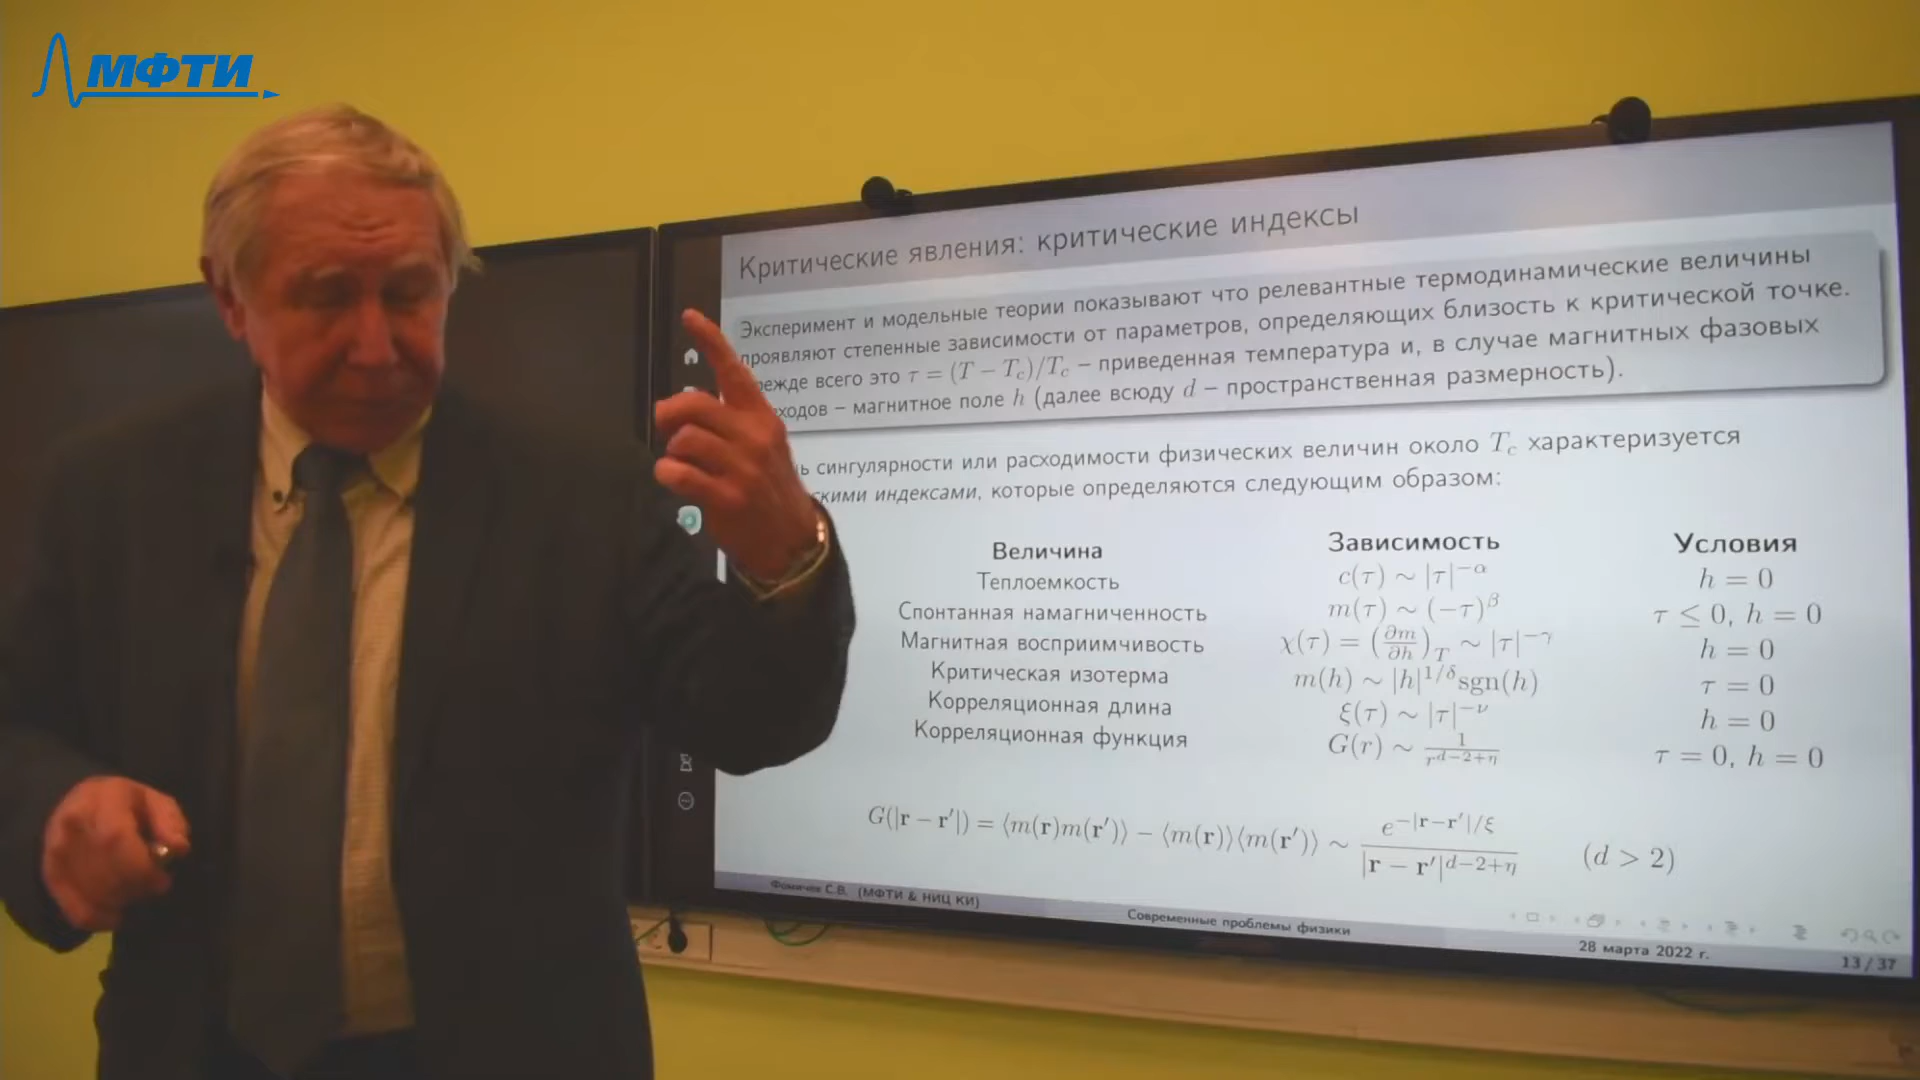 МФТИ
Критические явления: критические индексы
Эксперимент и модельные теории показывают что релевантные термодинамические величины
проявляют степенные зависимости от параметров, определяющих близость к критической точке.
всего это τ = (T − T_c)/T_c – приведенная температура и, в случае магнитных фазовых
– магнитное поле h (далее всюду d – пространственная размерность).
сингулярности или расходимости физических величин около T_c характеризуется
индексами, которые определяются следующим образом:
Величина Зависимость Условия
Теплоемкость c(τ) ∼ |τ|^{−α} h = 0
Спонтанная намагниченность m(τ) ∼ (−τ)^β τ ≤ 0, h = 0
Магнитная восприимчивость χ(τ) = (∂m/∂h)_T ∼ |τ|^{−γ} h = 0
Критическая изотерма m(h) ∼ |h|^{1/δ}sgn(h) τ = 0
Корреляционная длина ξ(τ) ∼ |τ|^{−ν} h = 0
Корреляционная функция G(r) ∼ 1/r^{d−2+η} τ = 0, h = 0
G(|r − r′|) = ⟨m(r)m(r′)⟩ − ⟨m(r)⟩⟨m(r′)⟩ ∼ e^{−|r−r′|/ξ}/|r − r′|^{d−2+η} (d > 2)
Фомичев С.В. (МФТИ & НИЦ КИ)
Современные проблемы физики
28 марта 2022 г.
13 / 37